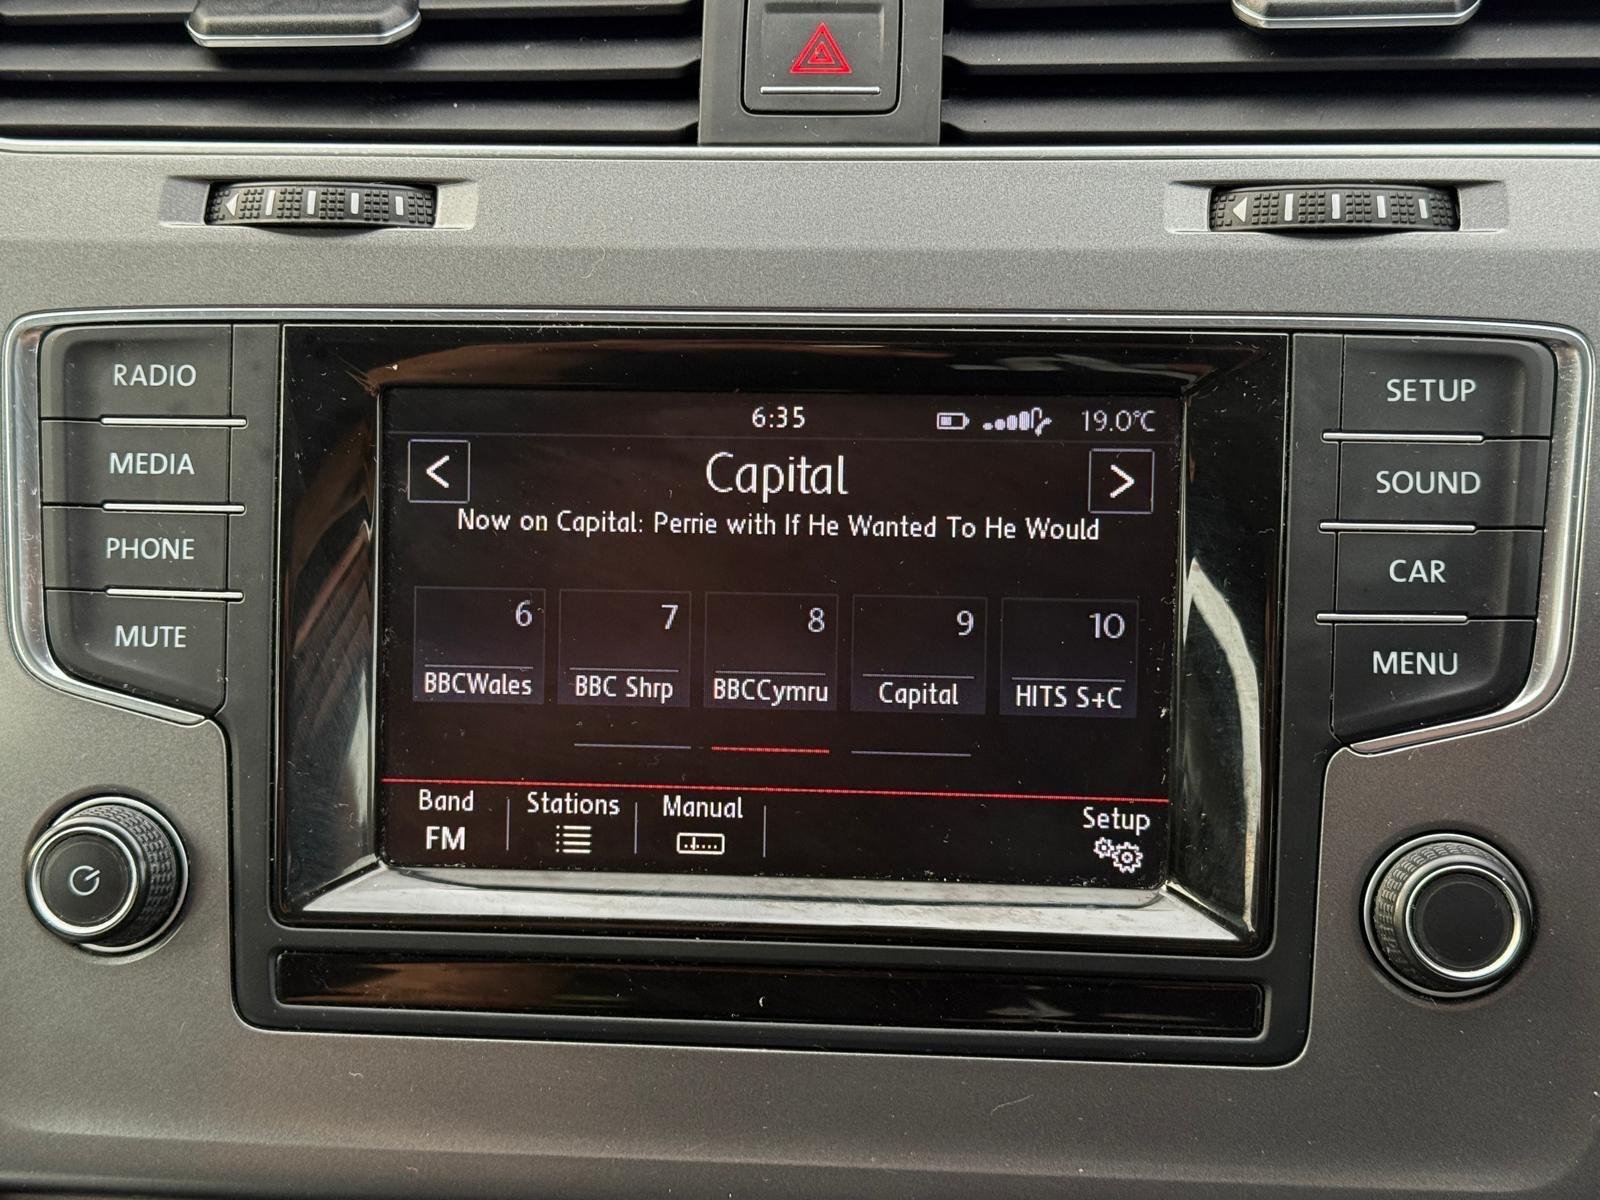 RADIO
MEDIA
PHONE
MUTE
6:35
19.0°C
<
Capital
>
Now on Capital: Perrie with If He Wanted To He Would
6
7
8
9
10
BBCWales
BBC Shrp
BBCCymru
Capital
HITS S+C
Band
Stations
Manual
Setup
FM
SETUP
SOUND
CAR
MENU